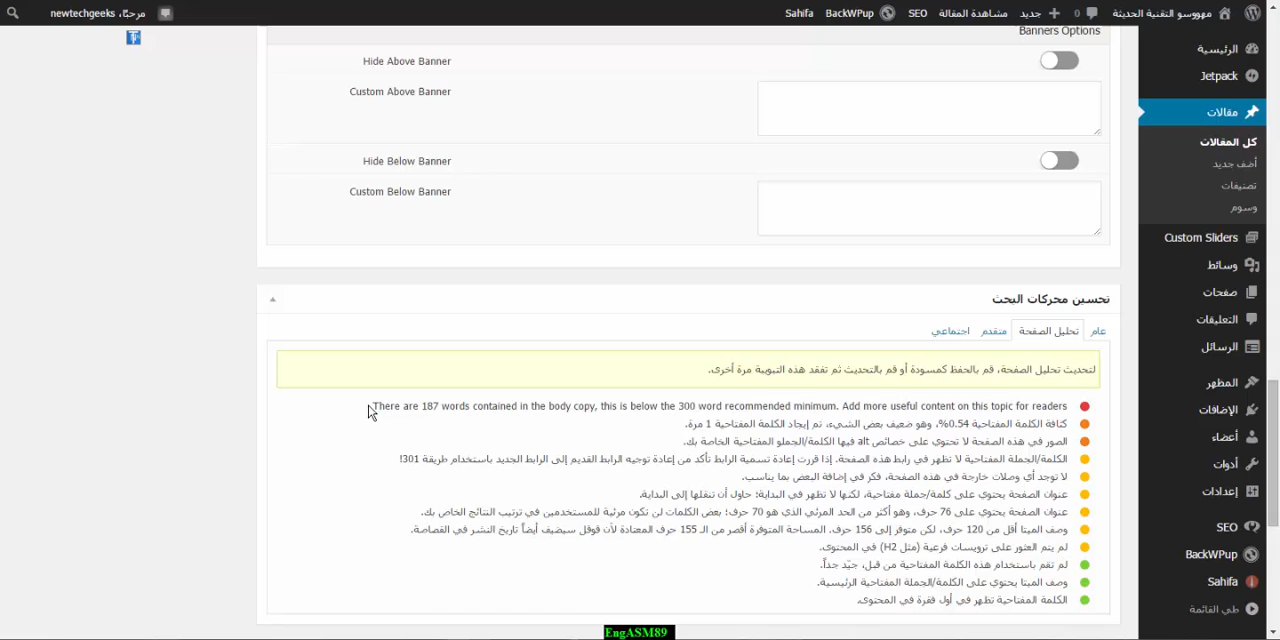 مهووسو التقنية الحديثة
0
جديد
مشاهدة المقالة
SEO
BackWPup
Sahifa
مرحبًا، newtechgeeks
الرئيسية
Jetpack
مقالات
كل المقالات
أضف جديد
تصنيفات
وسوم
Custom Sliders
وسائط
صفحات
التعليقات
الرسائل
المظهر
الإضافات
أعضاء
أدوات
إعدادات
SEO
BackWPup
Sahifa
طي القائمة
Banners Options
Hide Above Banner
Custom Above Banner
Hide Below Banner
Custom Below Banner
تحسين محركات البحث
عام
تحليل الصفحة
متقدم
اجتماعي
لتحديث تحليل الصفحة، قم بالحفظ كمسودة أو قم بالتحديث ثم تفقد هذه التبويبة مرة أخرى.
There are 187 words contained in the body copy, this is below the 300 word recommended minimum. Add more useful content on this topic for readers.
كثافة الكلمة المفتاحية 0.54%، وهو ضعيف بعض الشيء، تم إيجاد الكلمة المفتاحية 1 مرة.
الصور في هذه الصفحة لا تحتوي على خصائص alt فيها الكلمة/الجملو المفتاحية الخاصة بك.
الكلمة/الجملة المفتاحية لا تظهر في رابط هذه الصفحة. إذا قررت إعادة تسمية الرابط تأكد من إعادة توجيه الرابط القديم إلى الرابط الجديد باستخدام طريقة 301!
لا توجد أي وصلات خارجة في هذه الصفحة، فكر في إضافة البعض بما يناسب.
عنوان الصفحة يحتوي على كلمة/جملة مفتاحية، لكنها لا تظهر في البداية؛ حاول أن تنقلها إلى البداية.
عنوان الصفحة يحتوي على 76 حرف، وهو أكثر من الحد المرئي الذي هو 70 حرف؛ بعض الكلمات لن تكون مرئية للمستخدمين في ترتيب النتائج الخاص بك.
وصف الميتا أقل من 120 حرف، لكن متوفر إلى 156 حرف. المساحة المتوفرة أقصر من الـ 155 حرف المعتادة لأن قوقل سيضيف أيضاً تاريخ النشر في القصاصة.
لم يتم العثور على ترويسات فرعية (مثل H2) في المحتوى.
لم تقم باستخدام هذه الكلمة المفتاحية من قبل، جيّد جداً.
وصف الميتا يحتوي على الكلمة/الجملة المفتاحية الرئيسية.
الكلمة المفتاحية تظهر في أول فقرة في المحتوى.
EngASM89